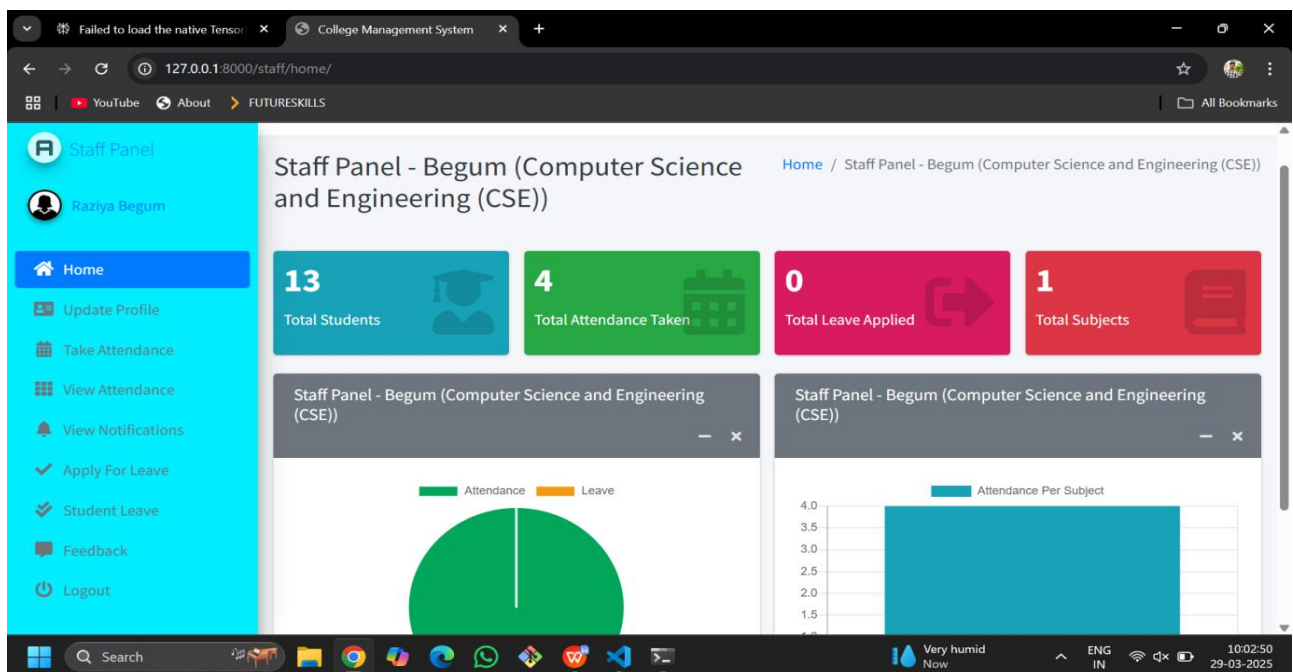 Failed to load the native Tensor
College Management System
127.0.0.1:8000/staff/home/
YouTube
About
FUTURESKILLS
All Bookmarks
Staff Panel
Raziya Begum
Home
Update Profile
Take Attendance
View Attendance
View Notifications
Apply For Leave
Student Leave
Feedback
Logout
Staff Panel - Begum (Computer Science
and Engineering (CSE))
Home / Staff Panel - Begum (Computer Science and Engineering (CSE))
13
Total Students
4
Total Attendance Taken
0
Total Leave Applied
1
Total Subjects
Staff Panel - Begum (Computer Science and Engineering
(CSE))
Attendance
Leave
Staff Panel - Begum (Computer Science and Engineering
(CSE))
Attendance Per Subject
4.0
3.5
3.0
2.5
2.0
1.5
Search
Very humid
Now
ENG
IN
10:02:50
29-03-2025